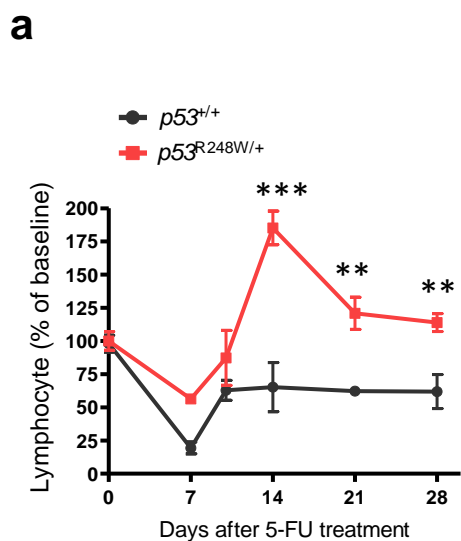 a
p53+/+
p53R248W/+
***
**
**
Lymphocyte (% of baseline)
200
175
150
125
100
75
50
25
0
0 7 14 21 28
Days after 5-FU treatment